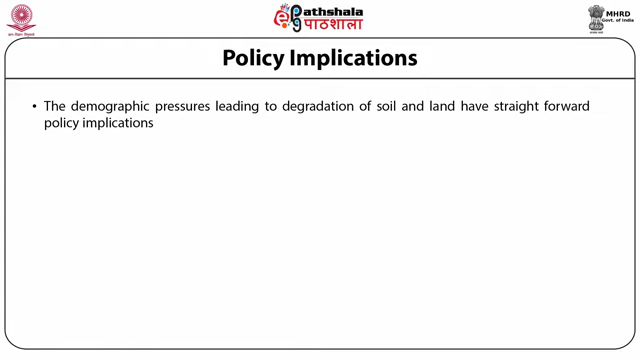 ePathshala
पाठशाला
MHRD
Govt. of India
Policy Implications
• The demographic pressures leading to degradation of soil and land have straight forward
policy implications